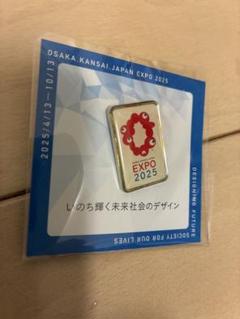 OSAKA, KANSAI, JAPAN EXPO 2025
2025/4/13—10/13
EXPO
2025
いのち輝く未来社会のデザイン
DESIGNING FUTURE
SOCIETY FOR OUR LIVES